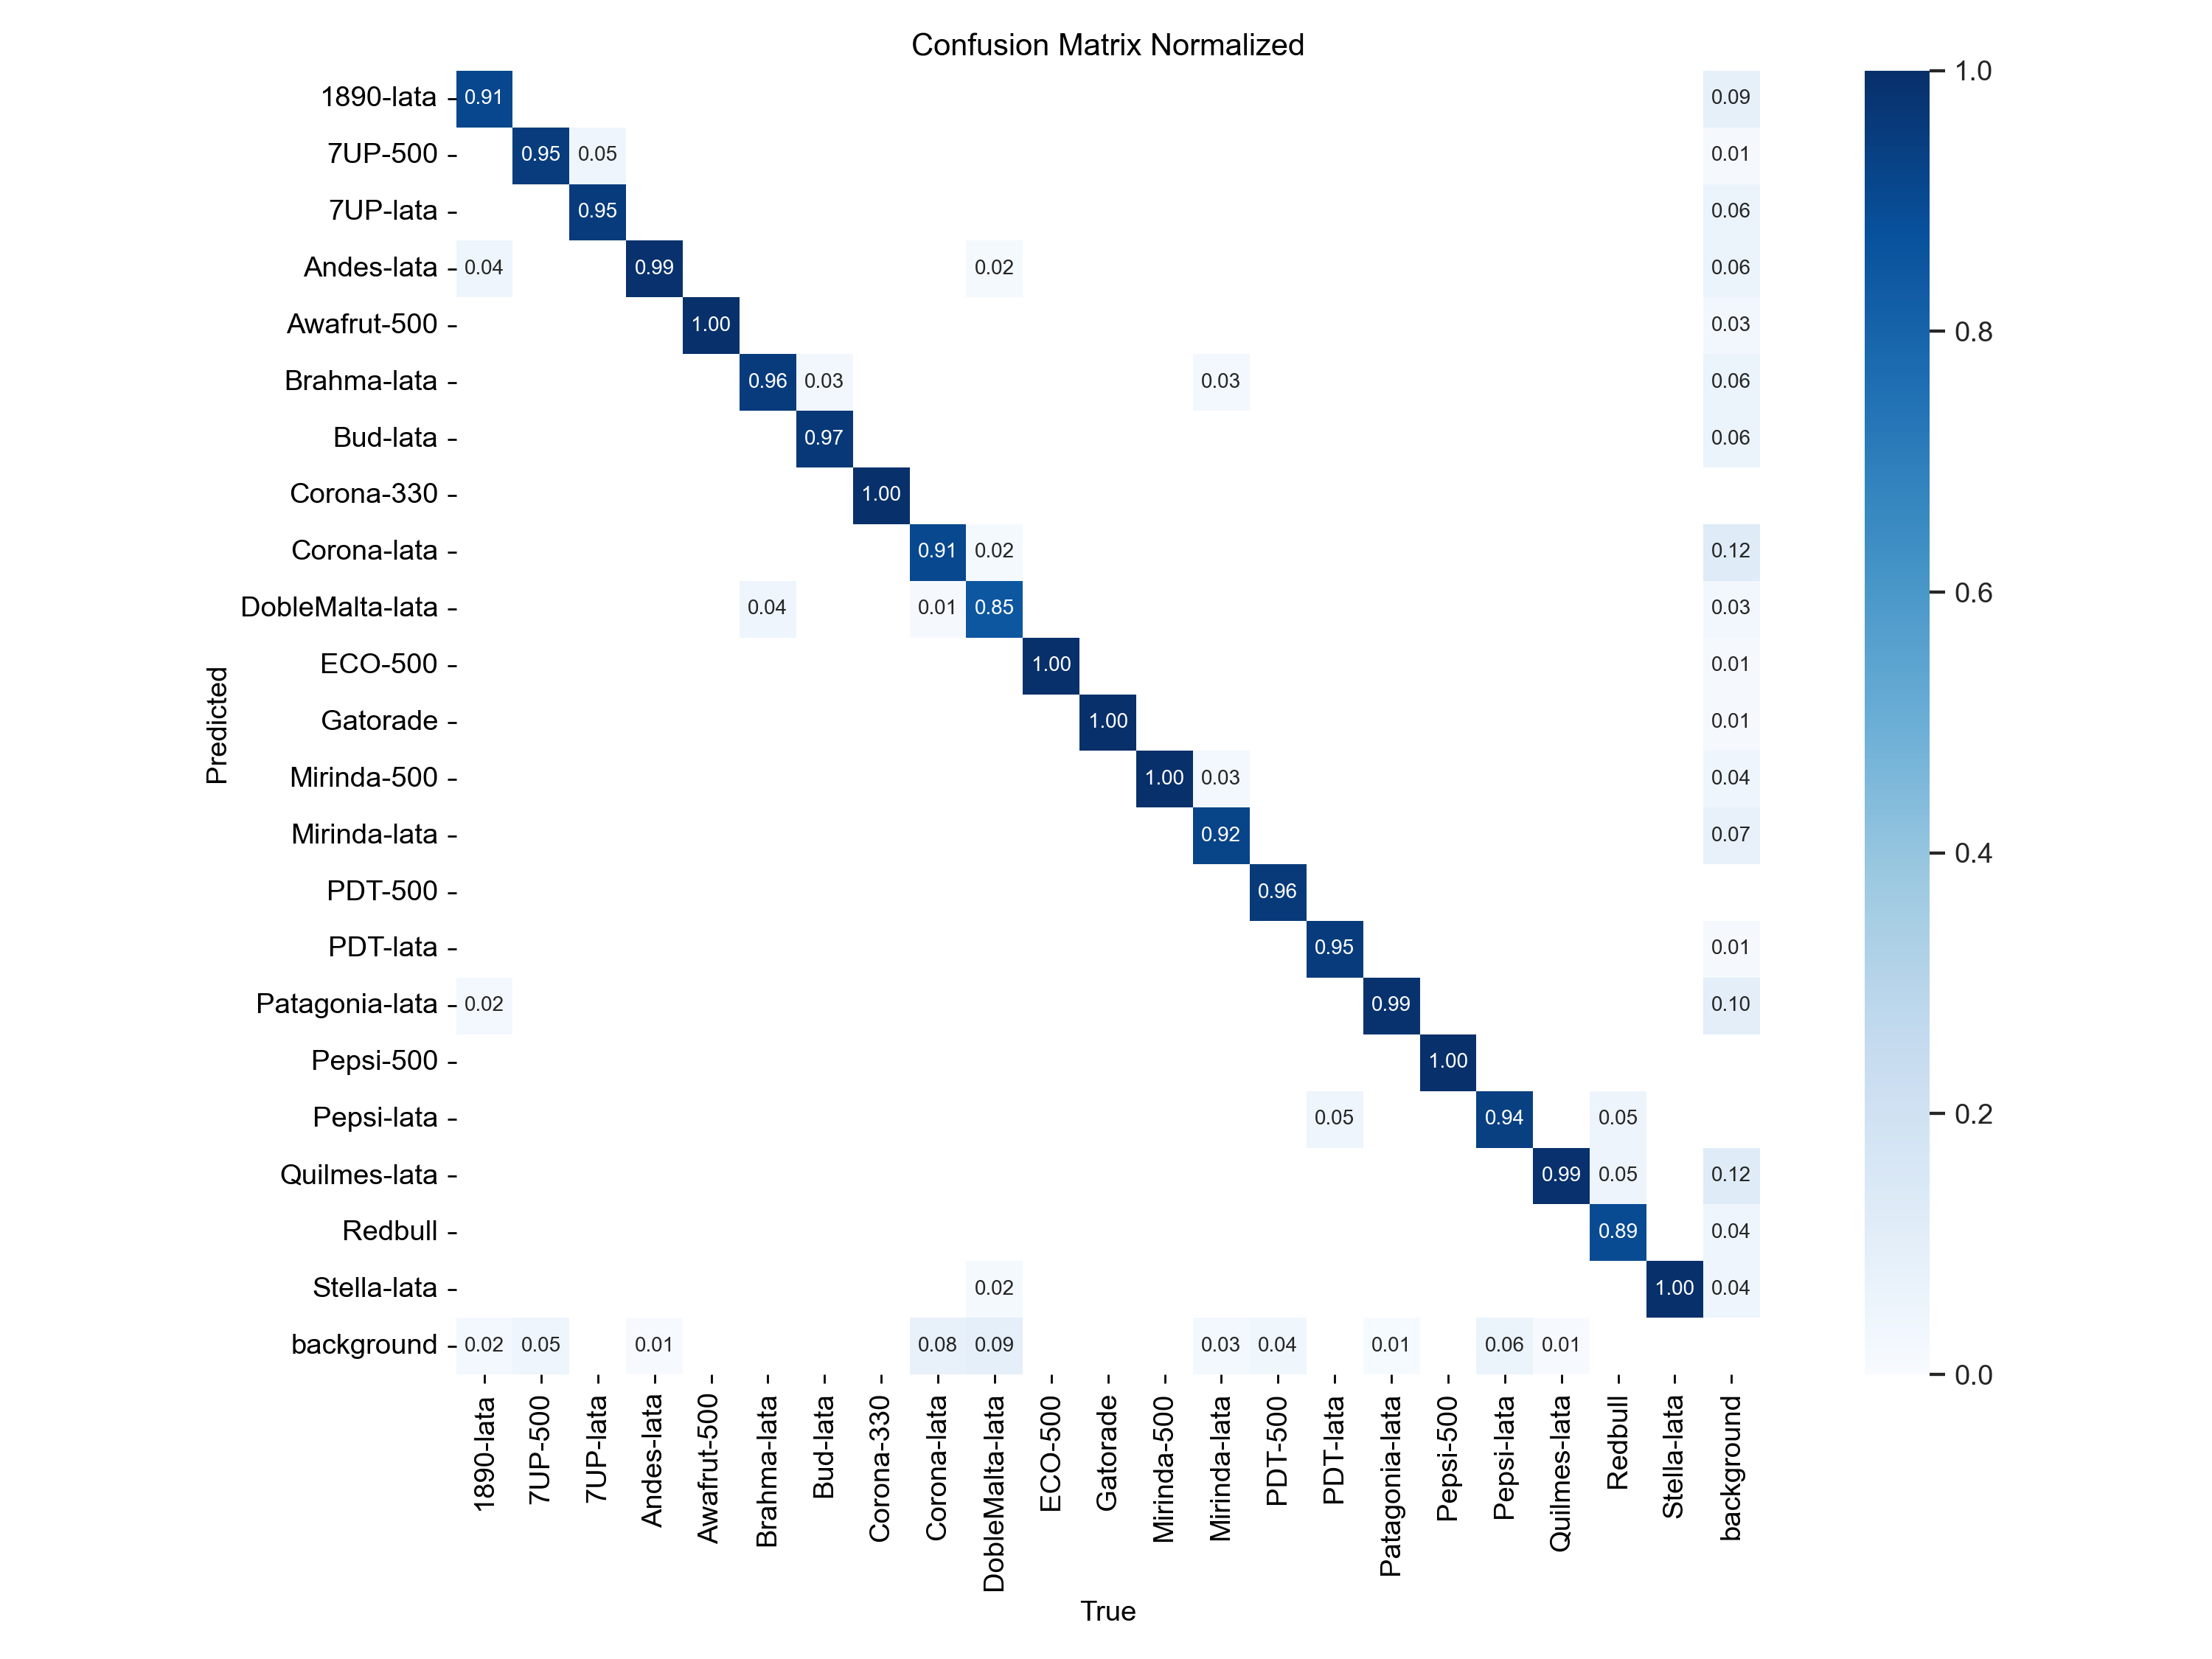 Confusion Matrix Normalized
1890-lata 0.91 0.09
7UP-500 0.95 0.05 0.01
7UP-lata 0.95 0.06
Andes-lata 0.04 0.99 0.02 0.06
Awafrut-500 1.00 0.03
Brahma-lata 0.96 0.03 0.03 0.06
Bud-lata 0.97 0.06
Corona-330 1.00
Corona-lata 0.91 0.02 0.12
DobleMalta-lata 0.04 0.01 0.85 0.03
ECO-500 1.00 0.01
Gatorade 1.00 0.01
Mirinda-500 1.00 0.03 0.04
Mirinda-lata 0.92 0.07
PDT-500 0.96
PDT-lata 0.95 0.01
Patagonia-lata 0.02 0.99 0.10
Pepsi-500 1.00
Pepsi-lata 0.05 0.94 0.05
Quilmes-lata 0.99 0.05 0.12
Redbull 0.89 0.04
Stella-lata 0.02 1.00 0.04
background 0.02 0.05 0.01 0.08 0.09 0.03 0.04 0.01 0.06 0.01
Predicted
1890-lata
7UP-500
7UP-lata
Andes-lata
Awafrut-500
Brahma-lata
Bud-lata
Corona-330
Corona-lata
DobleMalta-lata
ECO-500
Gatorade
Mirinda-500
Mirinda-lata
PDT-500
PDT-lata
Patagonia-lata
Pepsi-500
Pepsi-lata
Quilmes-lata
Redbull
Stella-lata
background
True
1.0
0.8
0.6
0.4
0.2
0.0